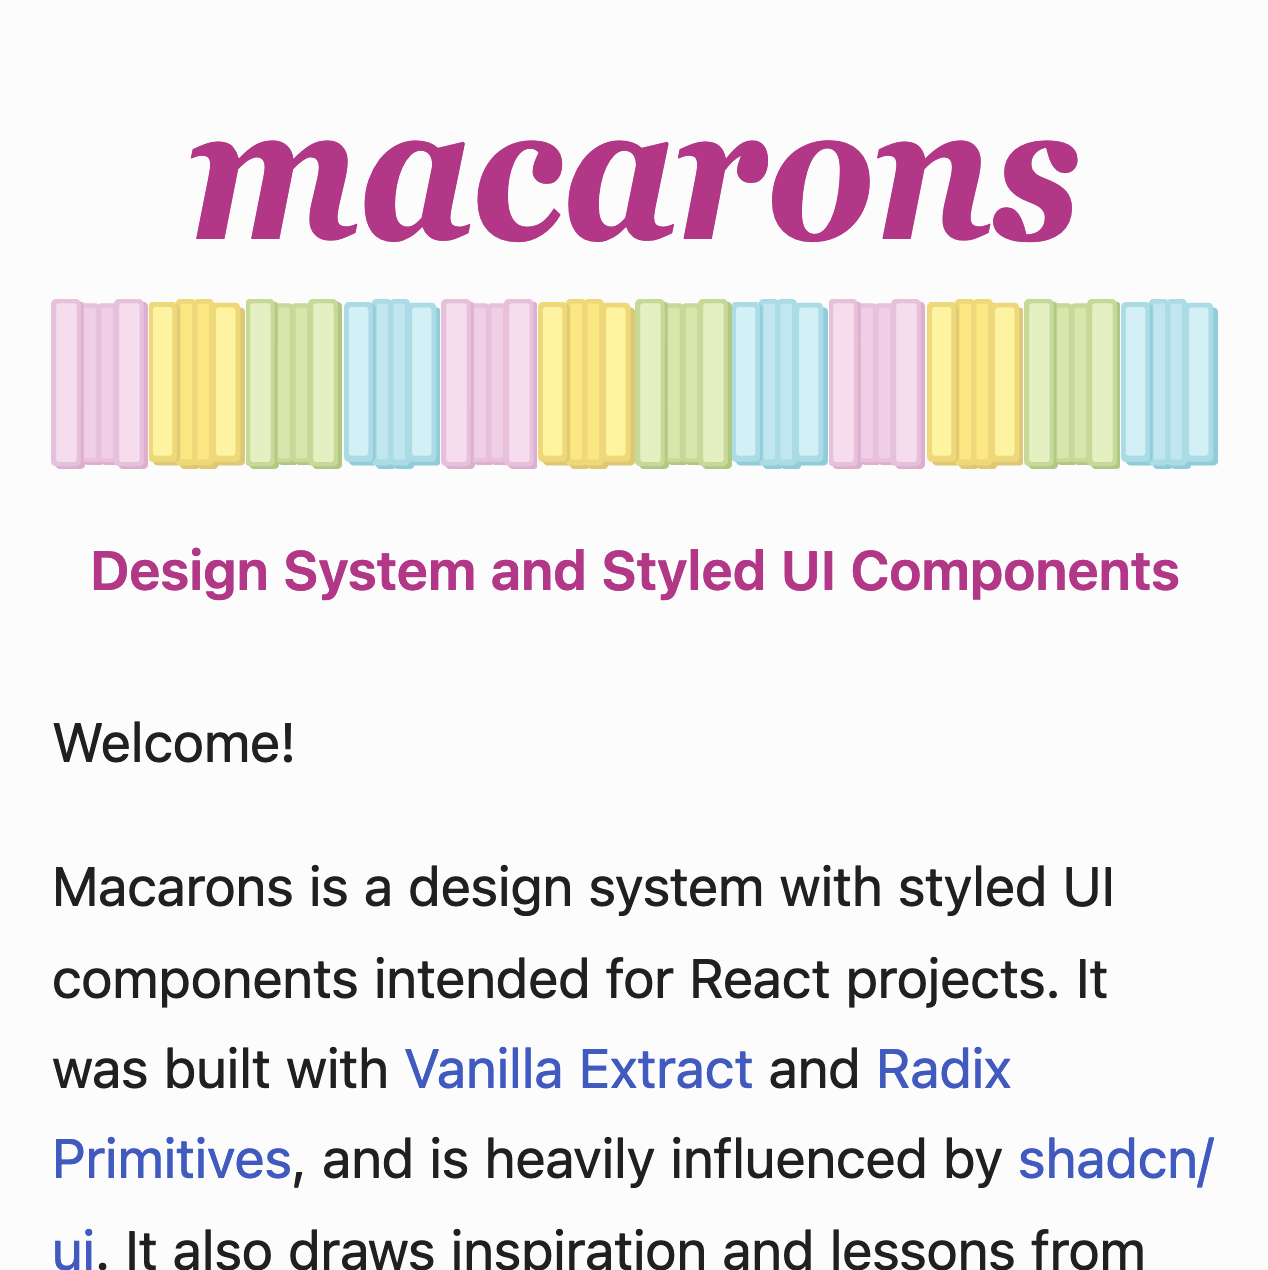 macarons
Design System and Styled UI Components
Welcome!
Macarons is a design system with styled UI
components intended for React projects. It
was built with Vanilla Extract and Radix
Primitives, and is heavily influenced by shadcn/
ui. It also draws inspiration and lessons from